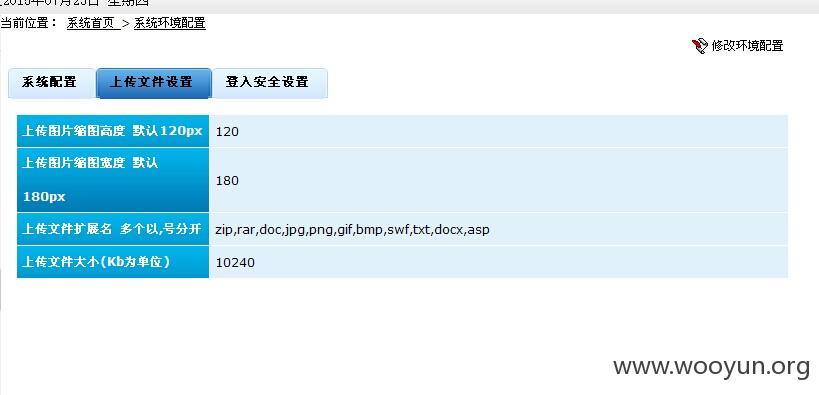 2015年07月23日 星期四
当前位置： 系统首页 > 系统环境配置
修改环境配置
系统配置 上传文件设置 登入安全设置
上传图片缩图高度 默认120px 120
上传图片缩图宽度 默认
180px
180
上传文件扩展名 多个以,号分开 zip,rar,doc,jpg,png,gif,bmp,swf,txt,docx,asp
上传文件大小(Kb为单位) 10240
www.wooyun.org